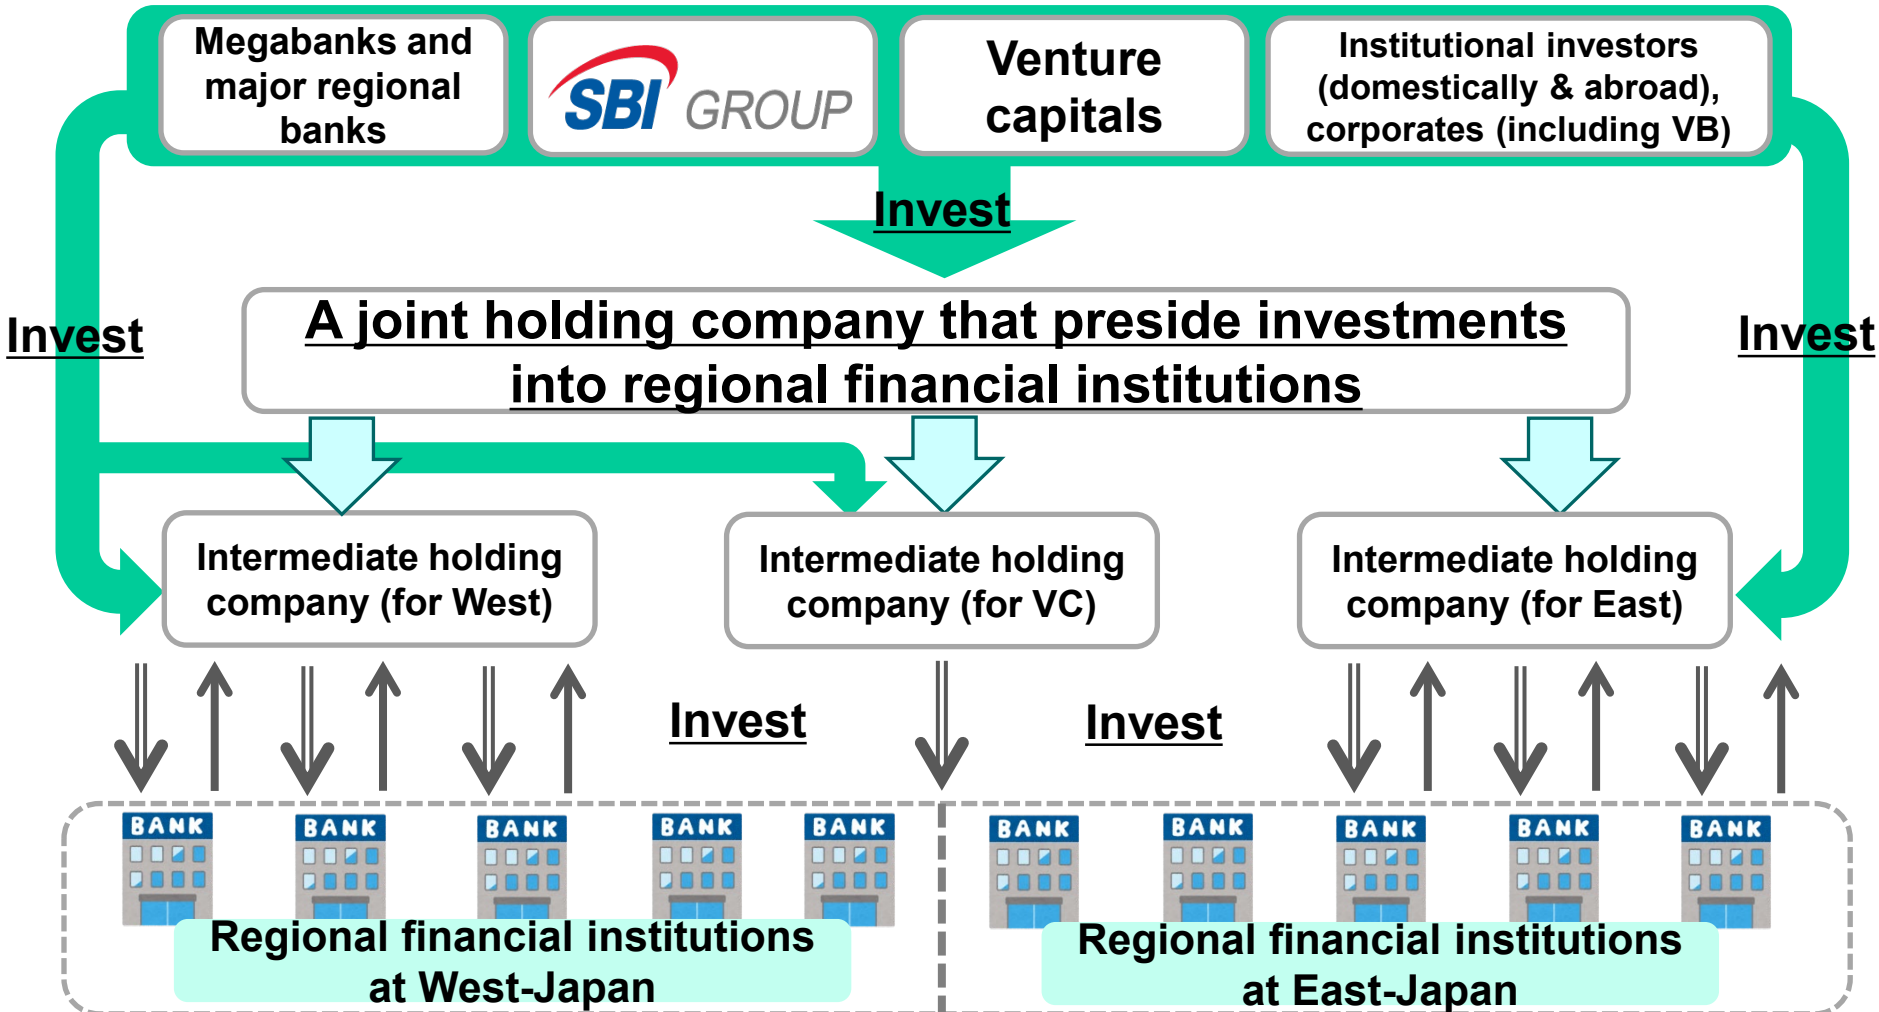 Megabanks and
major regional
banks
SBI GROUP
Venture
capitals
Institutional investors
(domestically & abroad),
corporates (including VB)
Invest
Invest
Invest
A joint holding company that preside investments
into regional financial institutions
Intermediate holding
company (for West)
Intermediate holding
company (for VC)
Intermediate holding
company (for East)
Invest
Invest
BANK
BANK
BANK
BANK
BANK
BANK
BANK
BANK
BANK
BANK
Regional financial institutions
at West-Japan
Regional financial institutions
at East-Japan